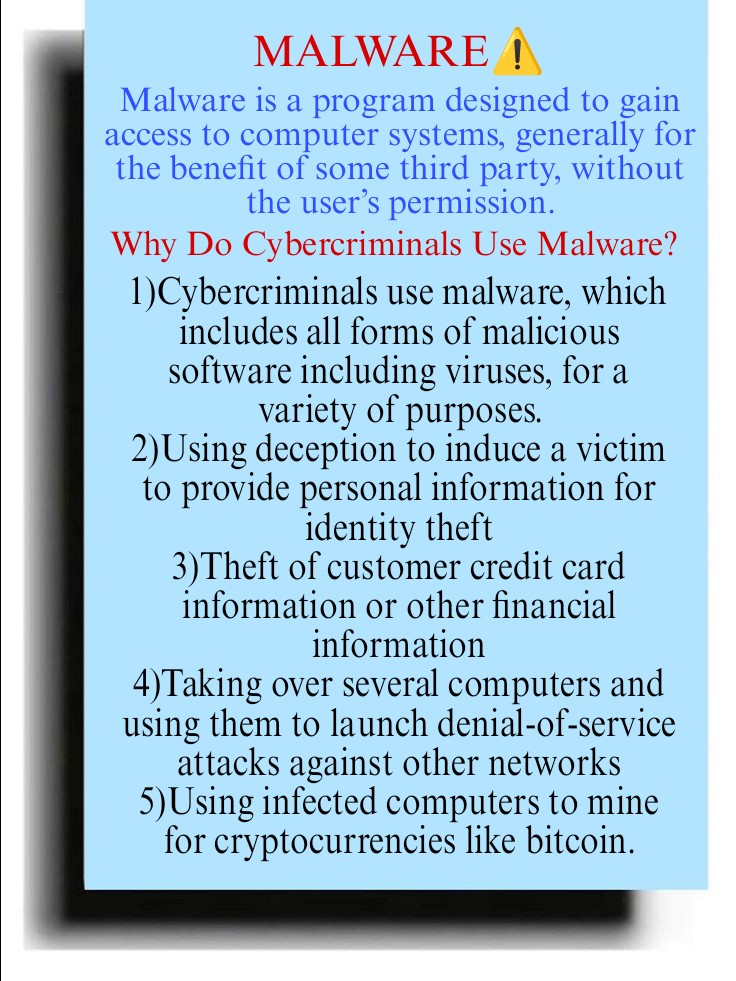 MALWARE⚠️
Malware is a program designed to gain
access to computer systems, generally for
the benefit of some third party, without
the user’s permission.
Why Do Cybercriminals Use Malware?
1)Cybercriminals use malware, which
includes all forms of malicious
software including viruses, for a
variety of purposes.
2)Using deception to induce a victim
to provide personal information for
identity theft
3)Theft of customer credit card
information or other financial
information
4)Taking over several computers and
using them to launch denial-of-service
attacks against other networks
5)Using infected computers to mine
for cryptocurrencies like bitcoin.